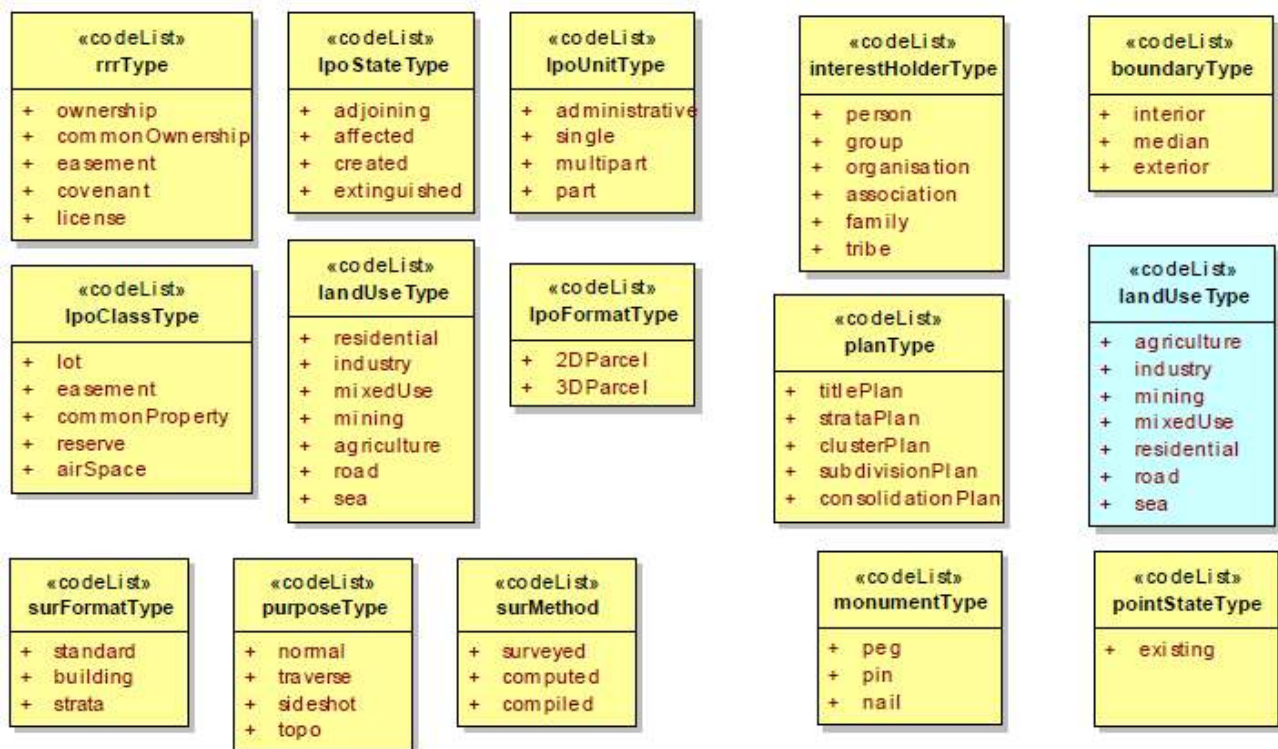 «codeList»
rrrType
+ ownership
+ commonOwnership
+ easement
+ covenant
+ license
«codeList»
lpoStateType
+ adjoining
+ affected
+ created
+ extinguished
«codeList»
lpoUnitType
+ administrative
+ single
+ multipart
+ part
«codeList»
interestHolderType
+ person
+ group
+ organisation
+ association
+ family
+ tribe
«codeList»
boundaryType
+ interior
+ median
+ exterior
«codeList»
lpoClassType
+ lot
+ easement
+ commonProperty
+ reserve
+ airSpace
«codeList»
landUseType
+ residential
+ industry
+ mixedUse
+ mining
+ agriculture
+ road
+ sea
«codeList»
lpoFormatType
+ 2DParcel
+ 3DParcel
«codeList»
planType
+ titlePlan
+ strataPlan
+ clusterPlan
+ subdivisionPlan
+ consolidationPlan
«codeList»
landUseType
+ agriculture
+ industry
+ mining
+ mixedUse
+ residential
+ road
+ sea
«codeList»
surFormatType
+ standard
+ building
+ strata
«codeList»
purposeType
+ normal
+ traverse
+ sideshot
+ topo
«codeList»
surMethod
+ surveyed
+ computed
+ compiled
«codeList»
monumentType
+ peg
+ pin
+ nail
«codeList»
pointStateType
+ existing